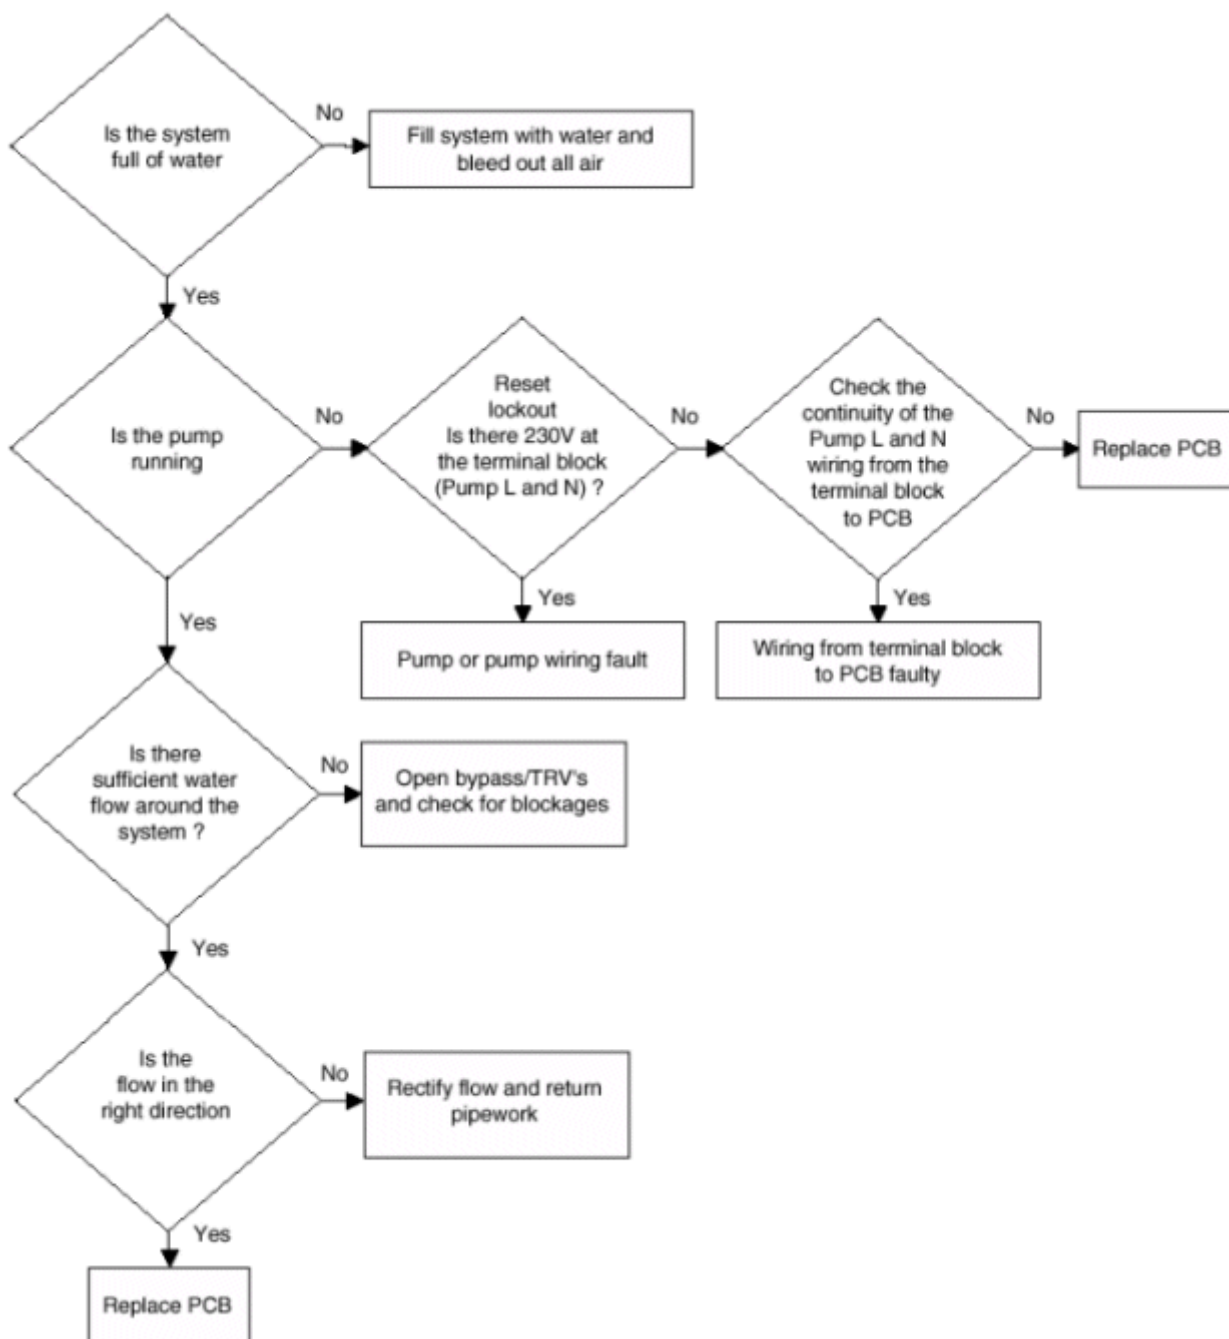 Is the system
full of water
No
Fill system with water and
bleed out all air
Yes
Is the pump
running
No
Reset
lockout
Is there 230V at
the terminal block
(Pump L and N) ?
No
Check the
continuity of the
Pump L and N
wiring from the
terminal block
to PCB
No
Replace PCB
Yes
Pump or pump wiring fault
Yes
Wiring from terminal block
to PCB faulty
Yes
Is there
sufficient water
flow around the
system ?
No
Open bypass/TRV's
and check for blockages
Yes
Is the
flow in the
right direction
No
Rectify flow and return
pipework
Yes
Replace PCB